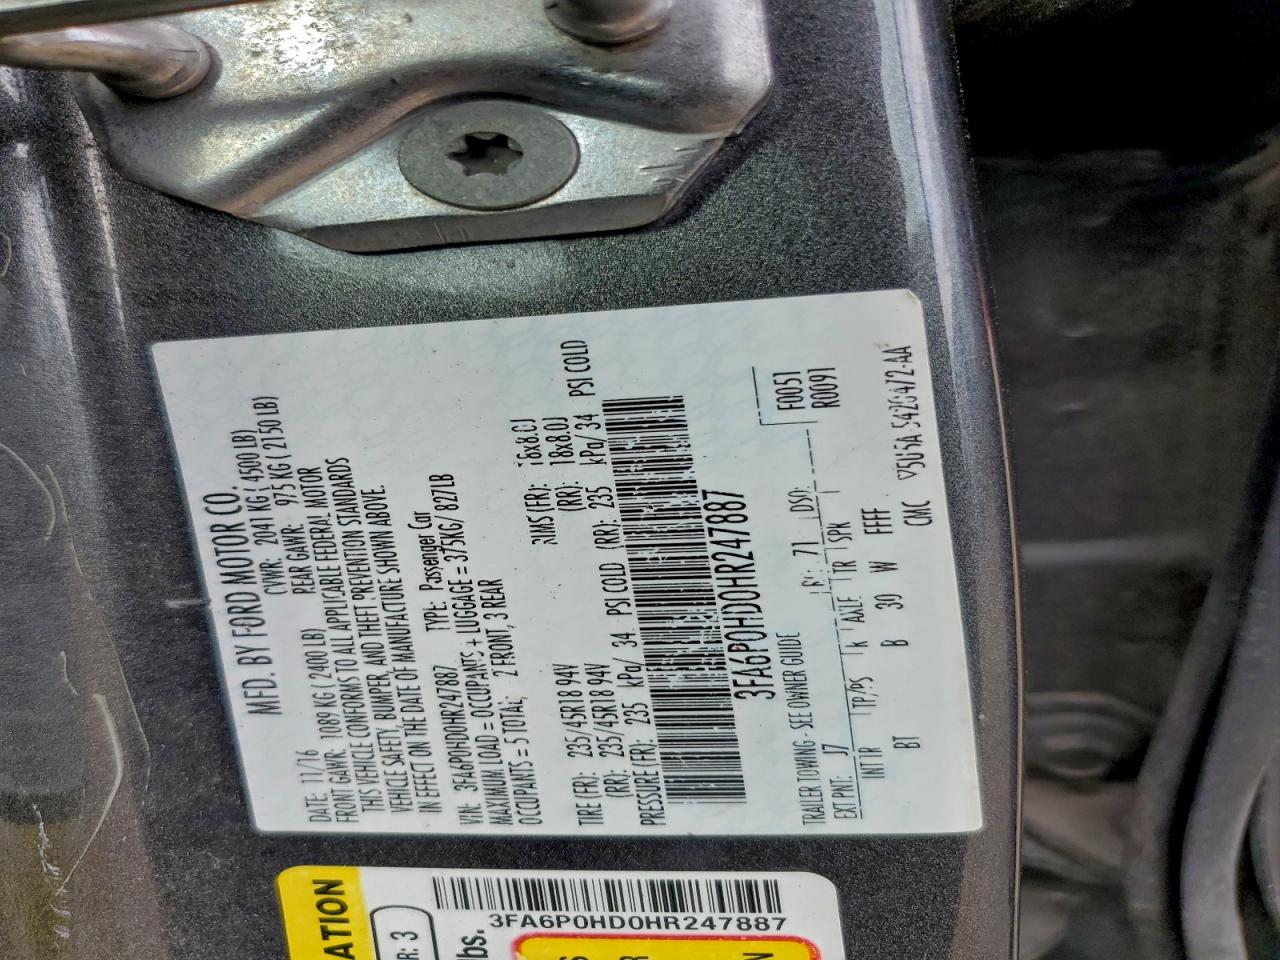 MFD. BY FORD MOTOR CO.
DATE: 11/16 GVWR: 2041 KG ( 4500 LB)
FRONT GAWR: 1089 KG ( 2400 LB) REAR GAWR: 975 KG ( 2150 LB)
THIS VEHICLE CONFORMS TO ALL APPLICABLE FEDERAL MOTOR
VEHICLE SAFETY, BUMPER, AND THEFT PREVENTION STANDARDS
IN EFFECT ON THE DATE OF MANUFACTURE SHOWN ABOVE.
VIN: 3FA6P0HD0HR247887 TYPE: Passenger Car
MAXIMUM LOAD = OCCUPANTS + LUGGAGE = 375KG/ 827LB
OCCUPANTS = 5 TOTAL; 2 FRONT, 3 REAR
TIRE (FR): 235/45R18 94V RIMS (FR): 18x8.0J
(RR): 235/45R18 94V (RR): 18x8.0J
PRESSURE (FR): 235 kPa/ 34 PSI COLD (RR): 235 kPa/ 34 PSI COLD
3FA6P0HD0HR247887
F0051
R0091
TRAILER TOWING - SEE OWNER GUIDE
EXT PNT: J7 71 DSO:
INT TR TP/PS R AXLE TR SPR
BT B 39 W FFFF
CMC
ATION
R: 3
3FA6P0HD0HR247887
lbs.